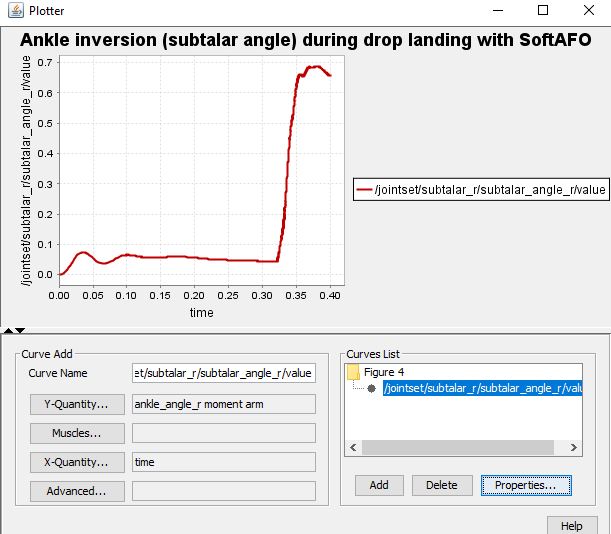 Plotter
Ankle inversion (subtalar angle) during drop landing with SoftAFO
/jointset/subtalar_r/subtalar_angle_r/value
0.7
0.6
0.5
0.4
0.3
0.2
0.1
0.0
0.00 0.05 0.10 0.15 0.20 0.25 0.30 0.35 0.40
time
/jointset/subtalar_r/subtalar_angle_r/value
Curve Add
Curve Name et/subtalar_r/subtalar_angle_r/value
Y-Quantity... ankle_angle_r moment arm
Muscles...
X-Quantity... time
Advanced...
Curves List
Figure 4
/jointset/subtalar_r/subtalar_angle_r/valu
Add Delete Properties...
Help